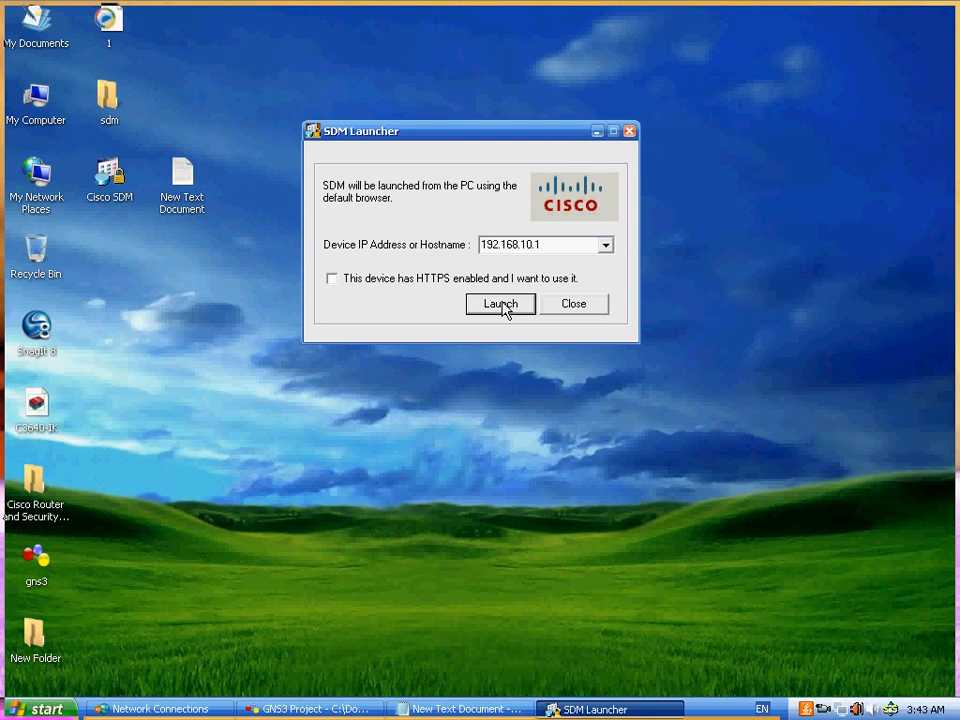 My Documents
1
My Computer
sdm
My Network
Places
Cisco SDM
New Text
Document
Recycle Bin
SnagIt 8
C3640-IK
Cisco Router
and Security...
gns3
New Folder
SDM Launcher
SDM will be launched from the PC using the
default browser.
CISCO
Device IP Address or Hostname :
192.168.10.1
This device has HTTPS enabled and I want to use it.
Launch
Close
start
Network Connections
GNS3 Project - C:\Do...
New Text Document -...
SDM Launcher
EN
3:43 AM